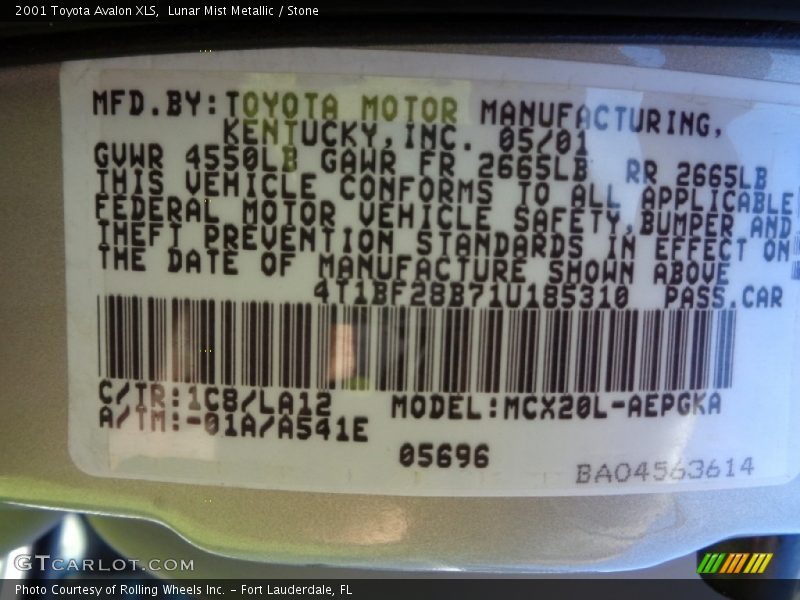 2001 Toyota Avalon XLS,  Lunar Mist Metallic / Stone
MFD.BY:TOYOTA MOTOR MANUFACTURING,
KENTUCKY,INC. 05/01
GVWR 4550LB GAWR FR 2665LB RR 2665LB
THIS VEHICLE CONFORMS TO ALL APPLICABLE
FEDERAL MOTOR VEHICLE SAFETY,BUMPER AND
THEFT PREVENTION STANDARDS IN EFFECT ON
THE DATE OF MANUFACTURE SHOWN ABOVE
4T1BF28B71U185310 PASS.CAR
C/TR:1C8/LA12 MODEL:MCX20L-AEPGKA
A/TM:-01A/A541E
05696
BA04563614
GTCARLOT.COM
Photo Courtesy of Rolling Wheels Inc. – Fort Lauderdale, FL